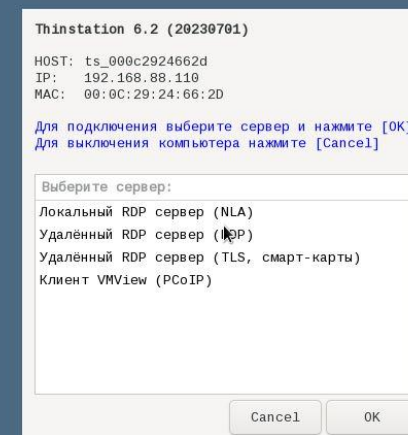 Thinstation 6.2 (20230701)
HOST: ts_000c2924662d
IP: 192.168.88.110
MAC: 00:0C:29:24:66:2D
Для подключения выберите сервер и нажмите [OK]
Для выключения компьютера нажмите [Cancel]
Выберите сервер:
Локальный RDP сервер (NLA)
Удалённый RDP сервер (RDP)
Удалённый RDP сервер (TLS, смарт-карты)
Клиент VMView (PCoIP)
Cancel
OK